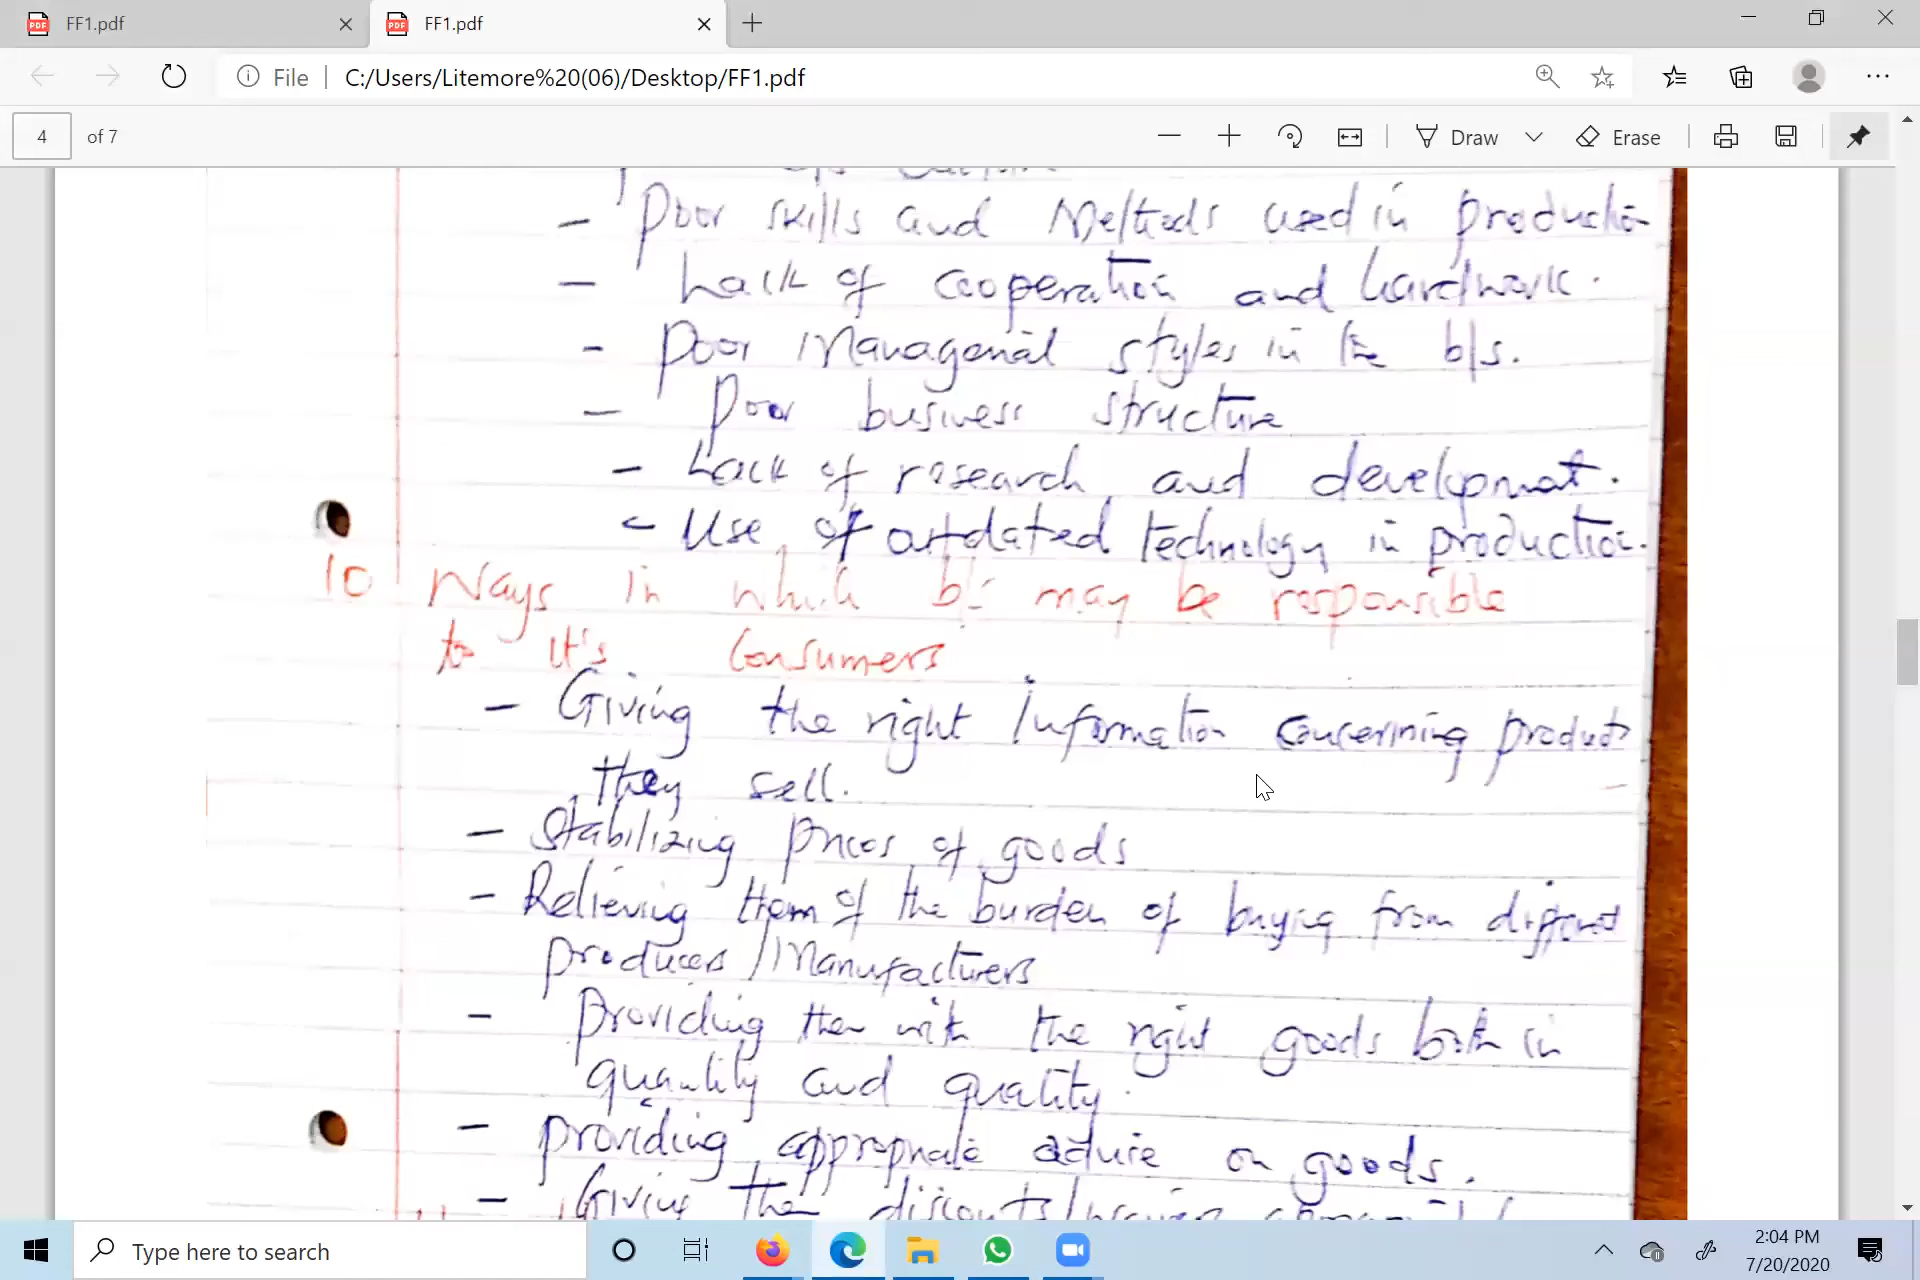 FF1.pdf
FF1.pdf
File
C:/Users/Litemore%20(06)/Desktop/FF1.pdf
4 of 7
Draw
Erase
- Poor skills and Methods used in production
- Lack of cooperation and hardwork.
- Poor Managerial styles in the b/s.
- Poor business structure
- Lack of research and development.
- Use of outdated technology in production.
10 Ways in which b/s may be responsible
to it's Consumers
- Giving the right Information concerning products
they sell.
- Stabilizing prices of goods
- Relieving them of the burden of buying from different
producers / Manufacturers
- Providing them with the right goods both in
quantity and quality.
- Providing appropriate advice on goods.
- Giving the discounts/
Type here to search
2:04 PM
7/20/2020